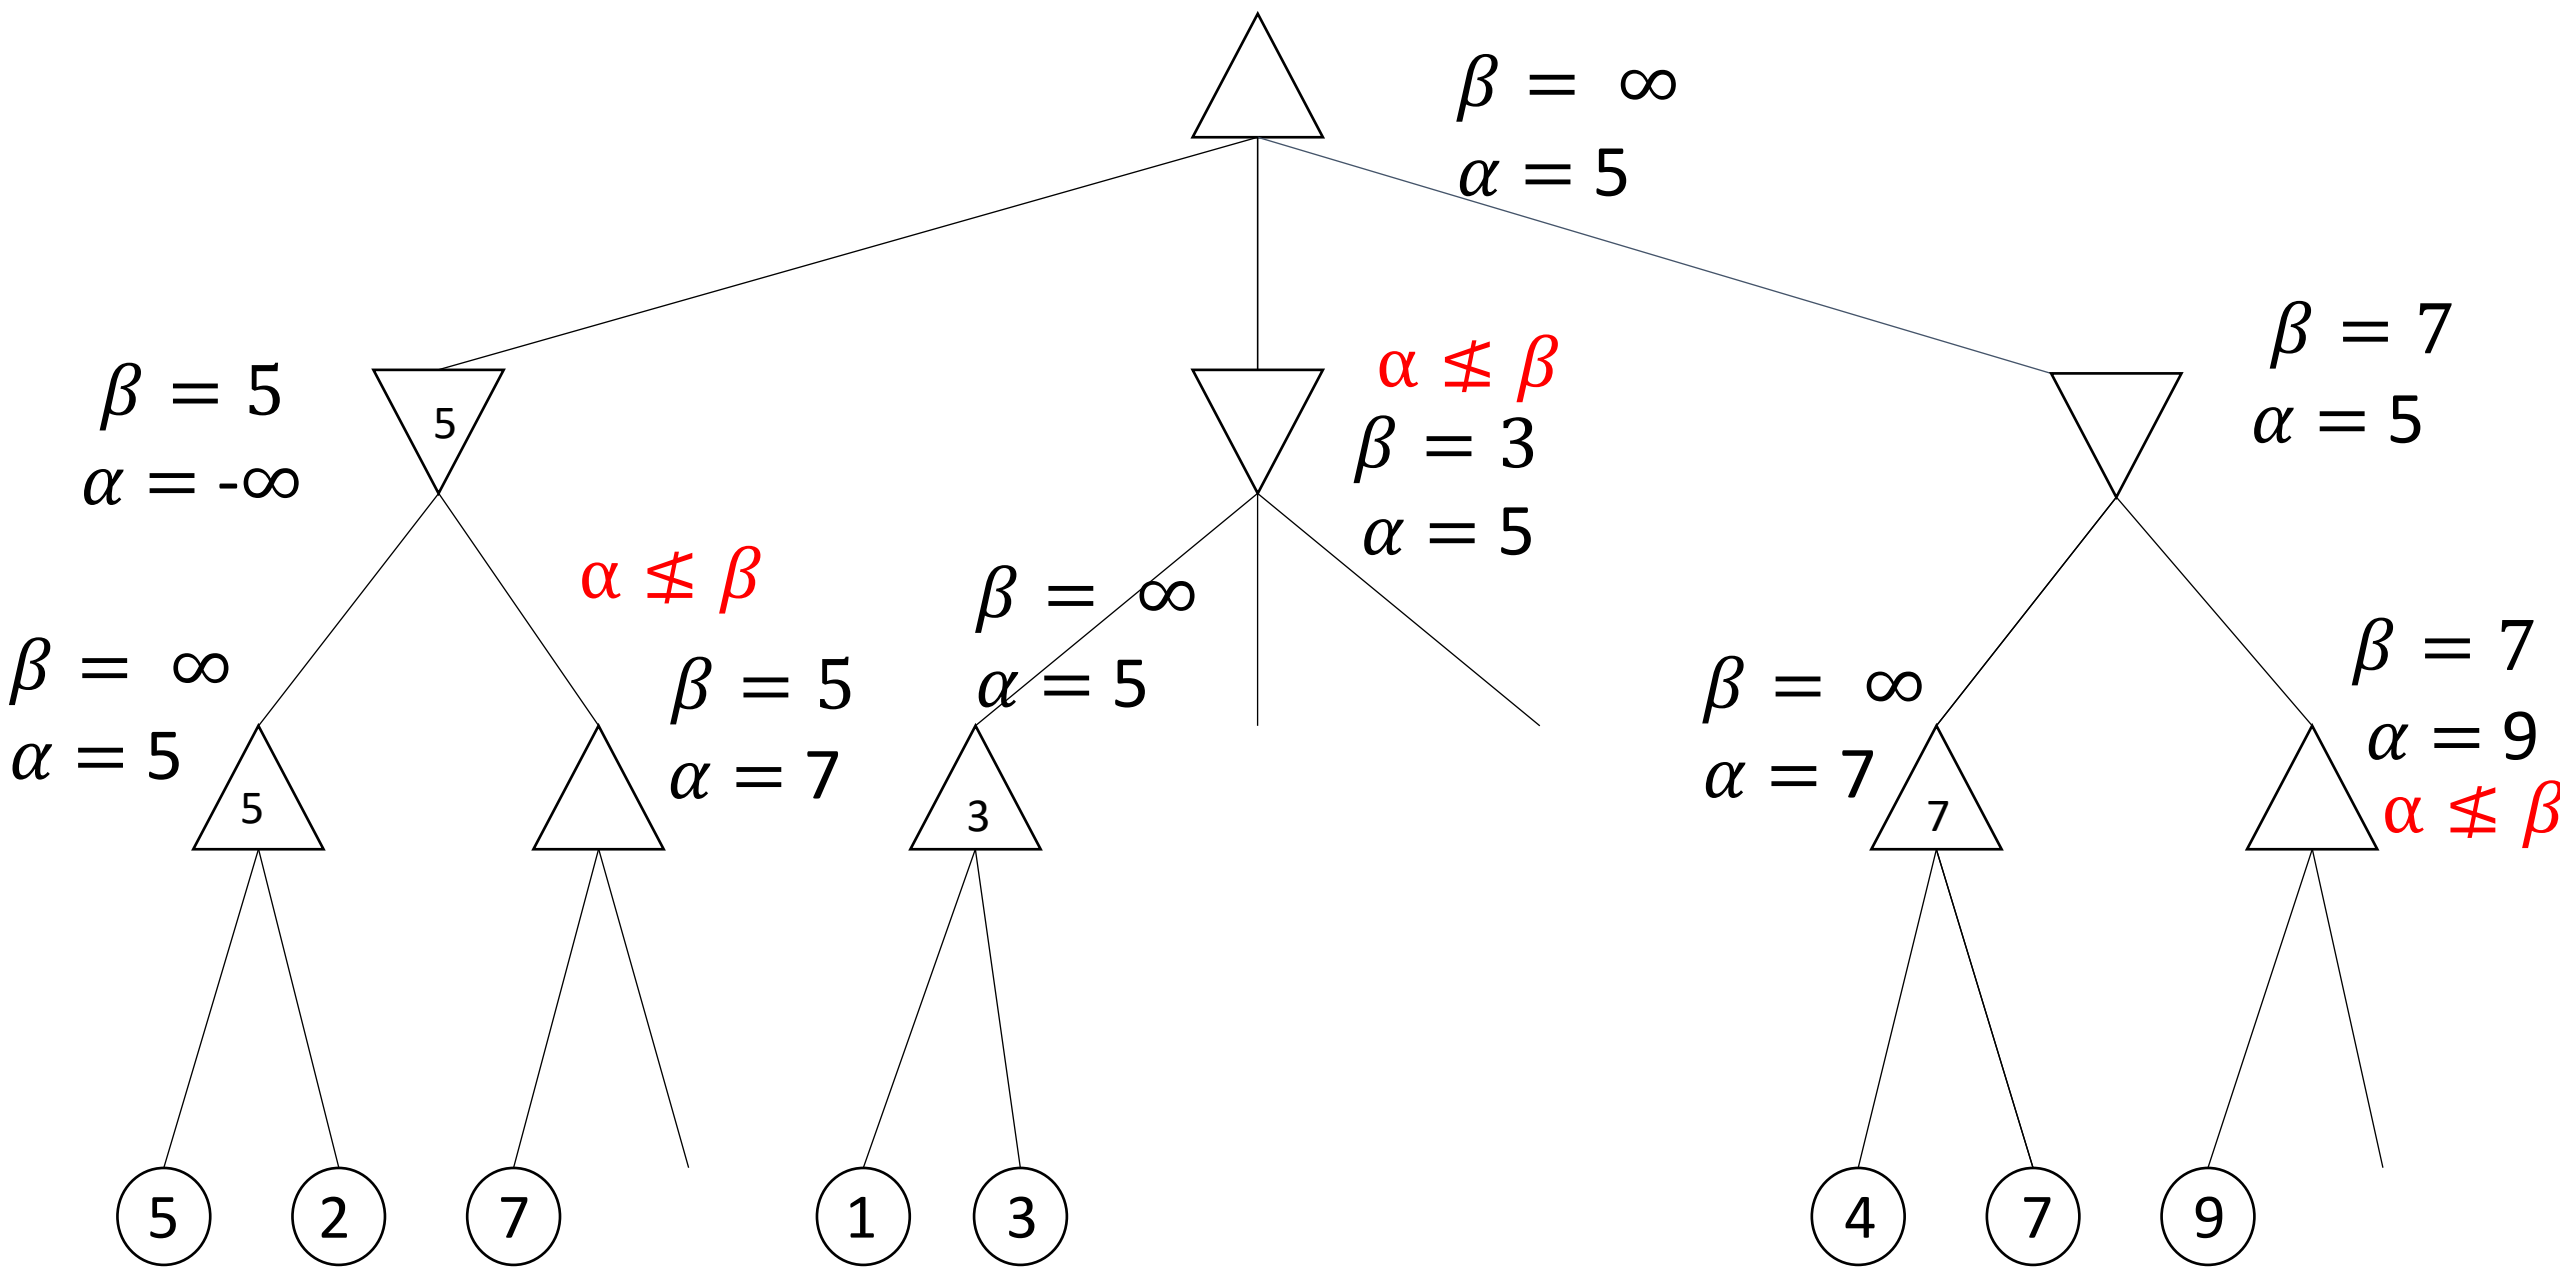 β = ∞
α = 5
β = 7
α = 5
α ≰ β
β = 3
α = 5
β = 5
α = -∞
5
α ≰ β
β = ∞
α = 5
β = ∞
α = 5
β = 5
α = 7
β = ∞
α = 7
β = 7
α = 9
α ≰ β
5
3
7
5 2 7 1 3 4 7 9